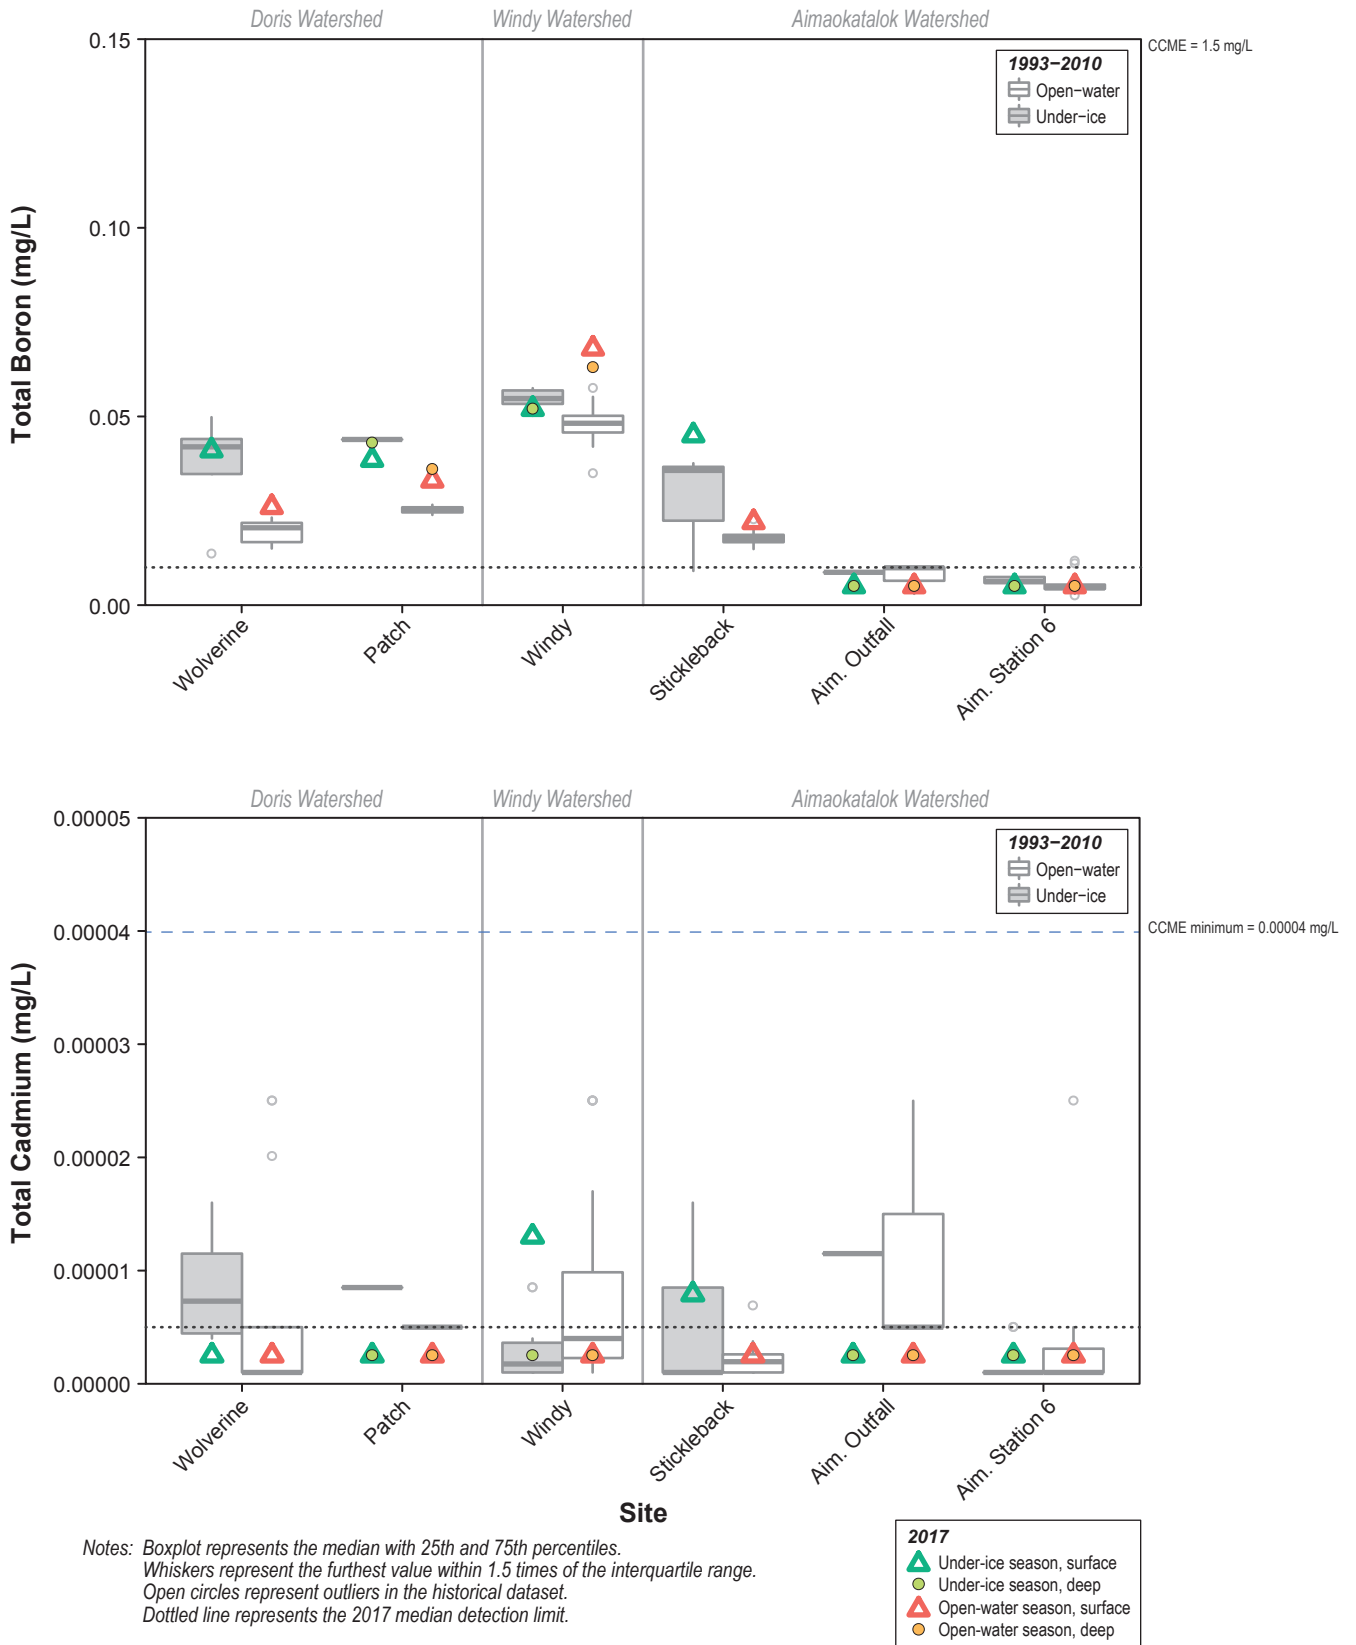 Doris Watershed
Windy Watershed
Aimaokatalok Watershed
0.15
0.10
0.05
0.00
Total Boron (mg/L)
CCME = 1.5 mg/L
1993−2010
Open−water
Under−ice
Wolverine
Patch
Windy
Stickleback
Aim. Outfall
Aim. Station 6
Doris Watershed
Windy Watershed
Aimaokatalok Watershed
0.00005
0.00004
0.00003
0.00002
0.00001
0.00000
Total Cadmium (mg/L)
CCME minimum = 0.00004 mg/L
1993−2010
Open−water
Under−ice
Wolverine
Patch
Windy
Stickleback
Aim. Outfall
Aim. Station 6
Site
Notes: Boxplot represents the median with 25th and 75th percentiles.
Whiskers represent the furthest value within 1.5 times of the interquartile range.
Open circles represent outliers in the historical dataset.
Dotted line represents the 2017 median detection limit.
2017
Under-ice season, surface
Under-ice season, deep
Open-water season, surface
Open-water season, deep